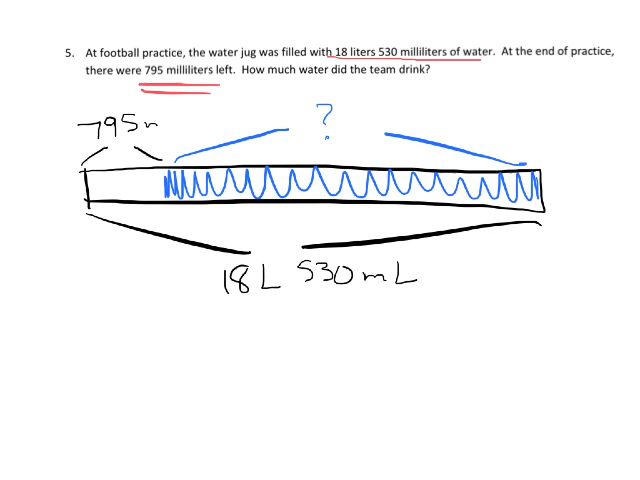 5. At football practice, the water jug was filled with 18 liters 530 milliliters of water. At the end of practice,
there were 795 milliliters left. How much water did the team drink?
795m
?
18 L 530 mL